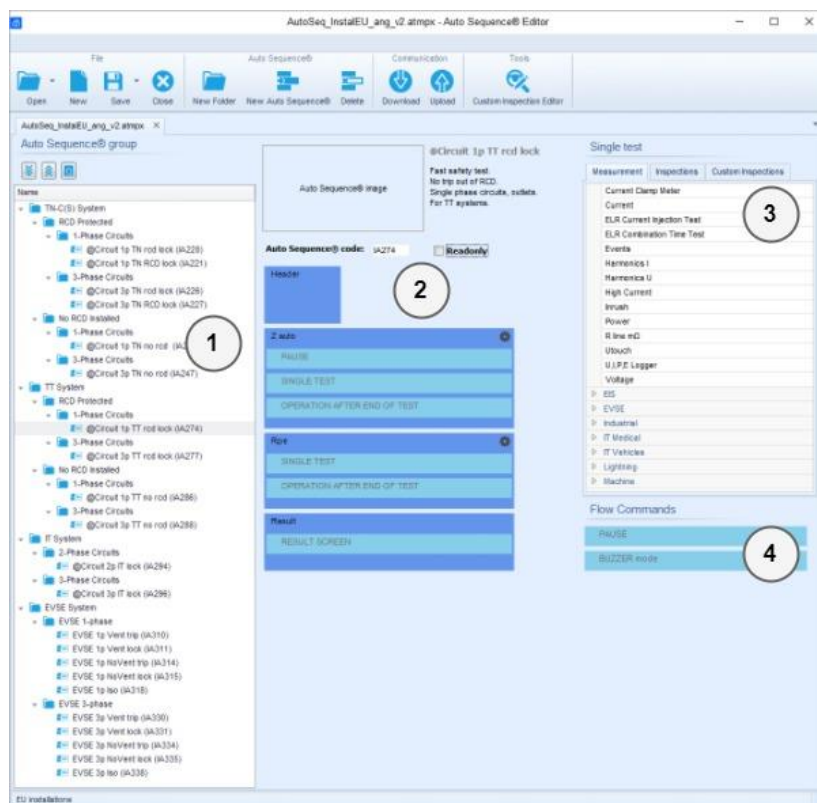 AutoSeq_InstalEU_ang_v2.atmpx - Auto Sequence® Editor
File
Auto Sequence®
Communication
Tools
Open
New
Save
Close
New Folder
New Auto Sequence®
Delete
Download
Upload
Custom Inspection Editor
AutoSeq_InstalEU_ang_v2.atmpx
Auto Sequence® group
Name
TN-C(S) System
RCD Protected
1-Phase Circuits
@Circuit 1p TN rcd lock (IA220)
@Circuit 1p TN RCD lock (IA221)
3-Phase Circuits
@Circuit 3p TN rcd lock (IA226)
@Circuit 3p TN RCD lock (IA227)
No RCD Installed
1-Phase Circuits
@Circuit 1p TN no rcd
3-Phase Circuits
@Circuit 3p TN no rcd (IA247)
TT System
RCD Protected
1-Phase Circuits
@Circuit 1p TT rcd lock (IA274)
3-Phase Circuits
@Circuit 3p TT rcd lock (IA277)
No RCD Installed
1-Phase Circuits
@Circuit 1p TT no rcd (IA286)
3-Phase Circuits
@Circuit 3p TT no rcd (IA288)
IT System
2-Phase Circuits
@Circuit 2p IT lock (IA294)
3-Phase Circuits
@Circuit 3p IT lock (IA296)
EVSE System
EVSE 1-phase
EVSE 1p Vent trip (IA310)
EVSE 1p Vent lock (IA311)
EVSE 1p NoVent trip (IA314)
EVSE 1p NoVent lock (IA315)
EVSE 1p Iso (IA318)
EVSE 3-phase
EVSE 3p Vent trip (IA330)
EVSE 3p Vent lock (IA331)
EVSE 3p NoVent trip (IA334)
EVSE 3p NoVent lock (IA335)
EVSE 3p Iso (IA338)
1
Auto Sequence® image
@Circuit 1p TT rcd lock
Fast safety test.
No trip out of RCD.
Single phase circuits, outlets.
For TT systems.
Auto Sequence® code: IA274
Readonly
Header
2
Z auto
PAUSE
SINGLE TEST
OPERATION AFTER END OF TEST
Rpe
SINGLE TEST
OPERATION AFTER END OF TEST
Result
RESULT SCREEN
Single test
Measurement
Inspections
Custom Inspections
Current Clamp Meter
Current
ELR Current Injection Test
ELR Combination Time Test
Events
Harmonics I
Harmonics U
High Current
Inrush
Power
R line mΩ
Utouch
U,I,P,E Logger
Voltage
EIS
EVSE
Industrial
IT Medical
IT Vehicles
Lightning
Machine
3
Flow Commands
PAUSE
BUZZER mode
4
EU installations